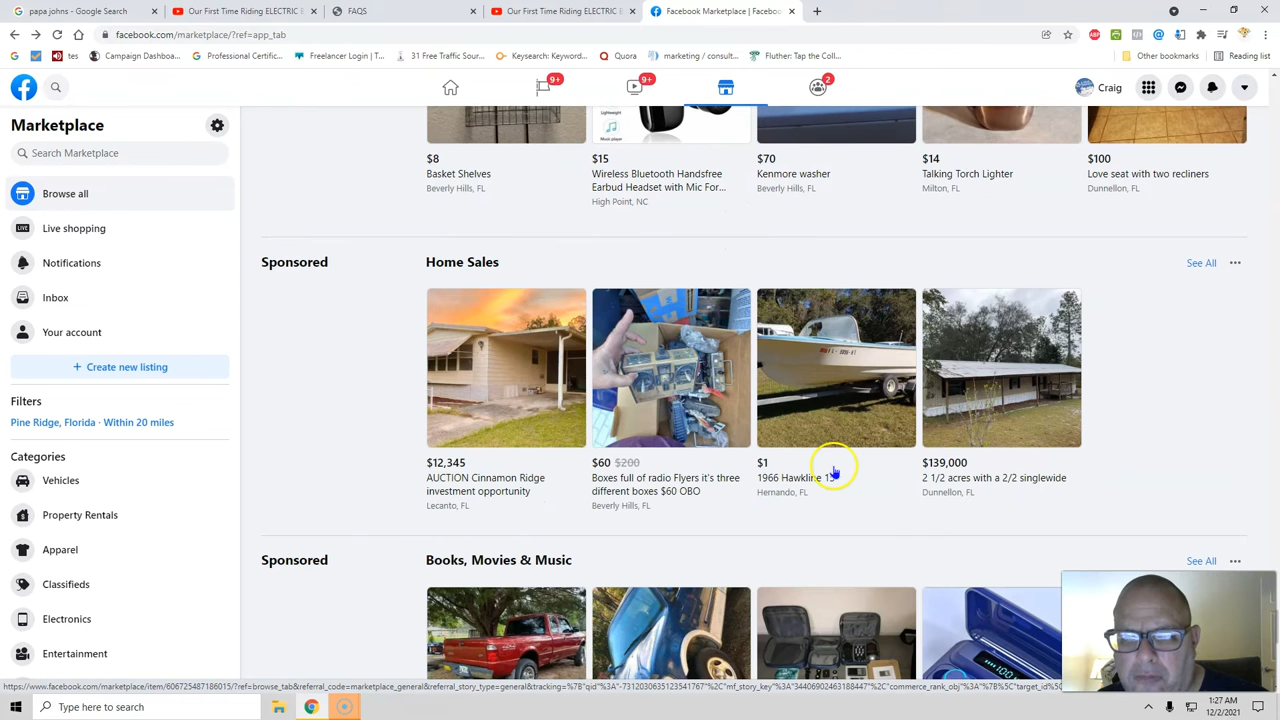 papa johns - Google Search
Our First Time Riding ELECTRIC E
FAQS
Our First Time Riding ELECTRIC E
Facebook Marketplace | Faceboo
facebook.com/marketplace/?ref=app_tab
tes
Campaign Dashboa...
Professional Certific...
Freelancer Login | T...
31 Free Traffic Sour...
Keysearch: Keyword...
Quora
marketing / consult...
Fluther: Tap the Coll...
Other bookmarks
Reading list
9+
9+
2
Craig
Marketplace
Search Marketplace
Browse all
LIVE
Live shopping
Notifications
Inbox
Your account
+ Create new listing
Filters
Pine Ridge, Florida · Within 20 miles
Categories
Vehicles
Property Rentals
Apparel
Classifieds
Electronics
Entertainment
Lightweight
Music player
$8
Basket Shelves
Beverly Hills, FL
$15
Wireless Bluetooth Handsfree
Earbud Headset with Mic For...
High Point, NC
$70
Kenmore washer
Beverly Hills, FL
$14
Talking Torch Lighter
Milton, FL
$100
Love seat with two recliners
Dunnellon, FL
Sponsored
Home Sales
See All
$12,345
AUCTION Cinnamon Ridge
investment opportunity
Lecanto, FL
$60 $200
Boxes full of radio Flyers it's three
different boxes $60 OBO
Beverly Hills, FL
$1
1966 Hawkline
Hernando, FL
$139,000
2 1/2 acres with a 2/2 singlewide
Dunnellon, FL
Sponsored
Books, Movies & Music
See All
Type here to search
1:27 AM
12/2/2021